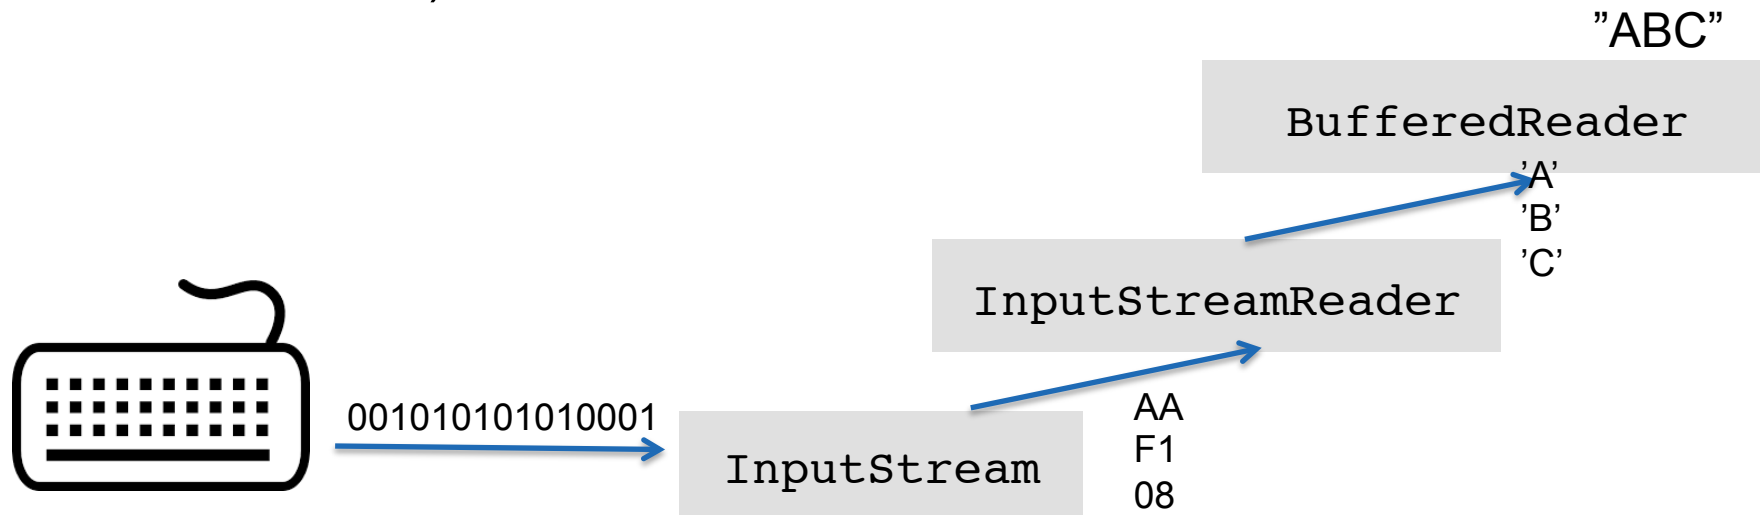 ”ABC”
BufferedReader
’A’
’B’
’C’
InputStreamReader
001010101010001
AA
F1
08
InputStream